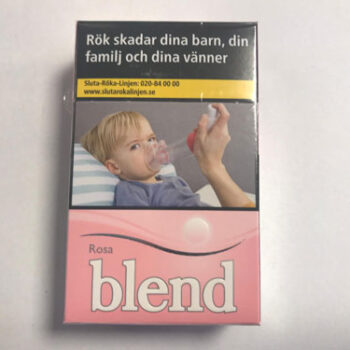 Rök skadar dina barn, din
familj och dina vänner
Sluta-Röka-Linjen: 020-84 00 00
www.slutarokalinjen.se
Rosa
blend